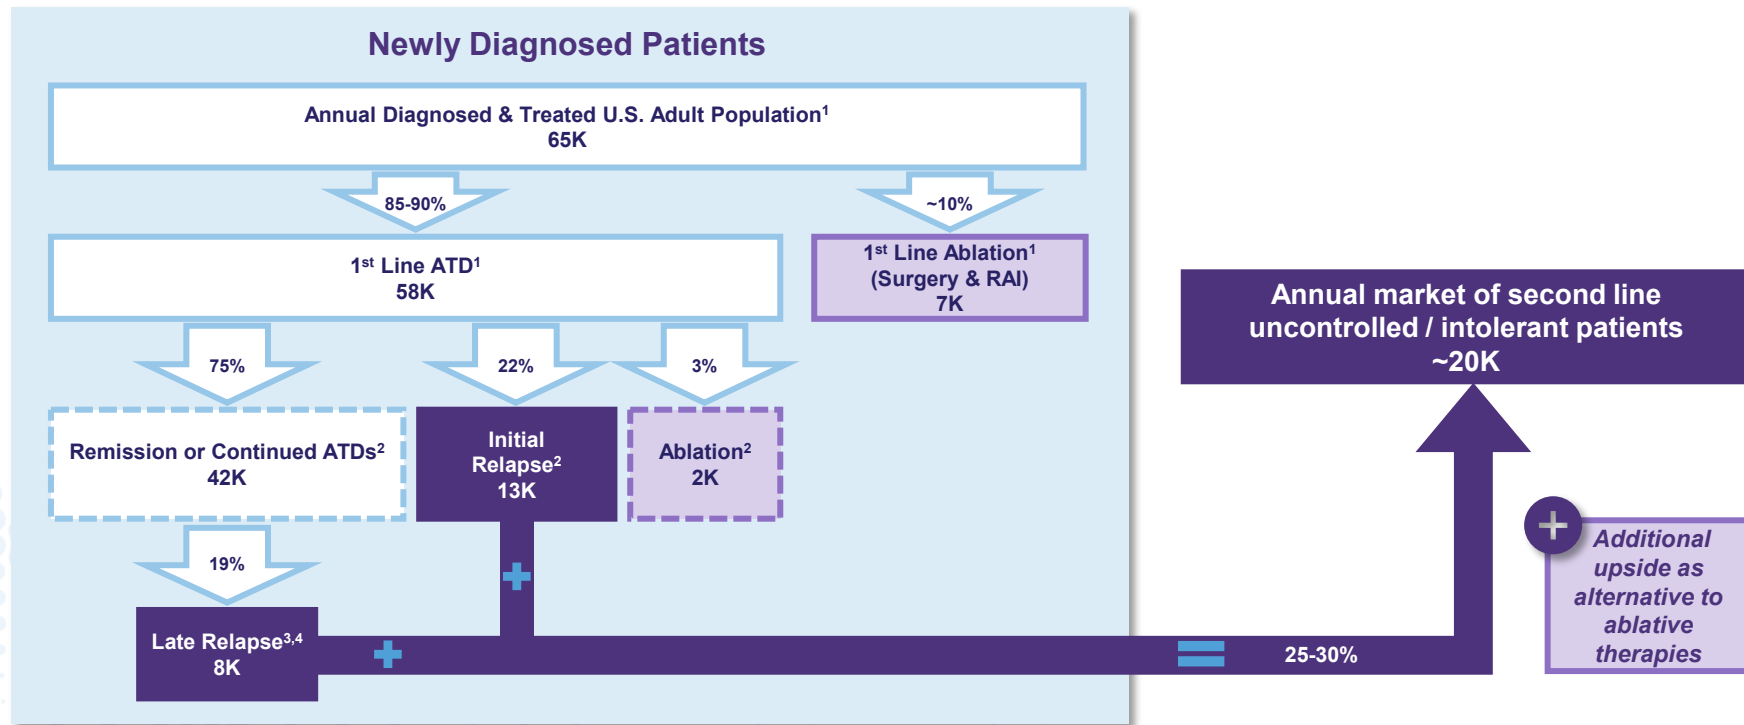 Newly Diagnosed Patients
Annual Diagnosed & Treated U.S. Adult Population¹
65K
85-90%
~10%
1st Line ATD¹
58K
1st Line Ablation¹
(Surgery & RAI)
7K
75%
22%
3%
Remission or Continued ATDs²
42K
Initial
Relapse²
13K
Ablation²
2K
19%
Late Relapse³,⁴
8K
+
+
=
25-30%
Annual market of second line
uncontrolled / intolerant patients
~20K
+
Additional
upside as
alternative to
ablative
therapies